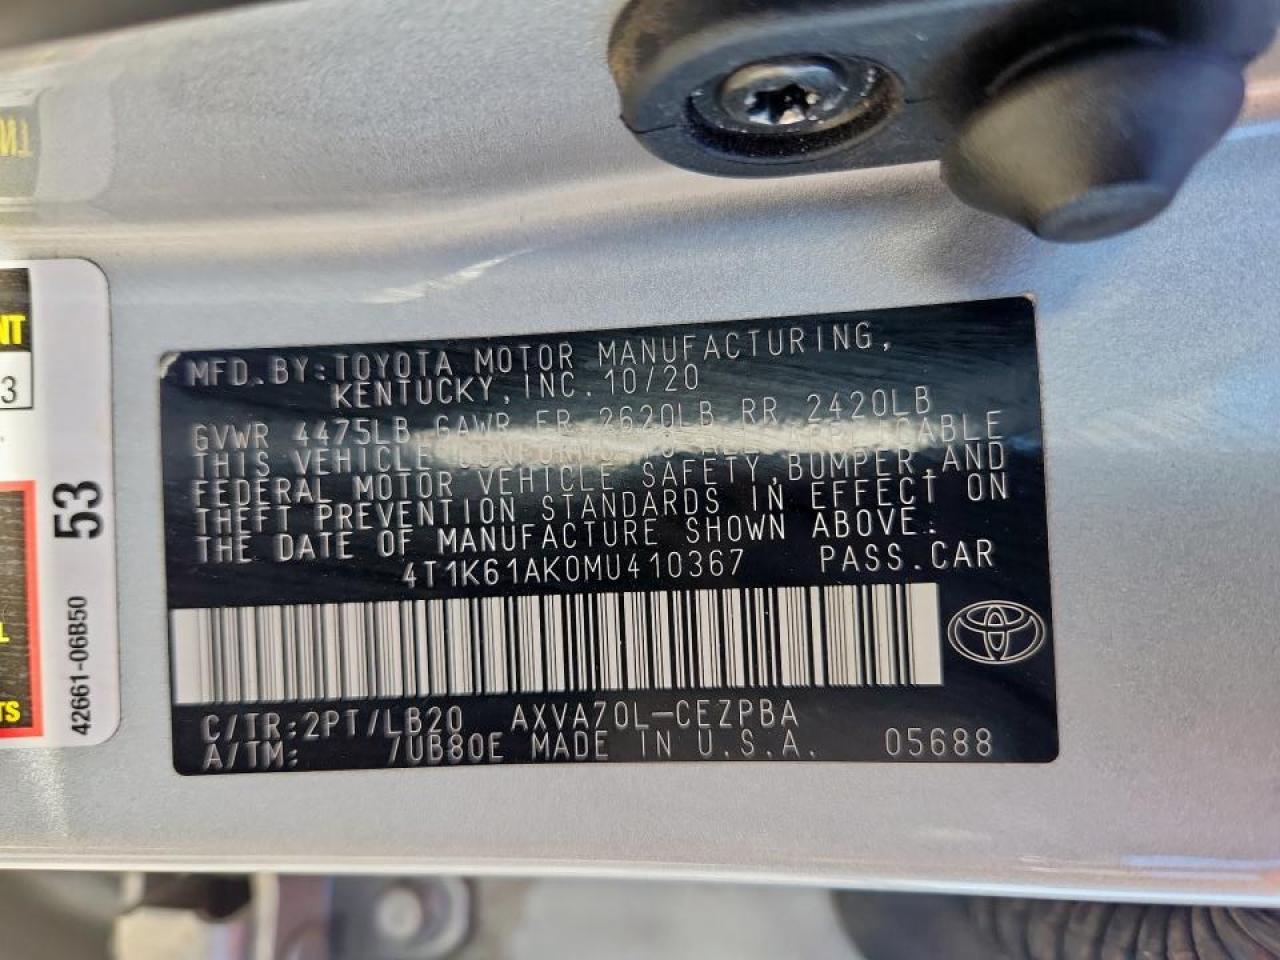 MFD.BY:TOYOTA MOTOR MANUFACTURING,
KENTUCKY, INC. 10/20
GVWR 4475LB GAWR FR 2620LB RR 2420LB
THIS VEHICLE CONFORMS TO ALL APPLICABLE
FEDERAL MOTOR VEHICLE SAFETY,BUMPER,AND
THEFT PREVENTION STANDARDS IN EFFECT ON
THE DATE OF MANUFACTURE SHOWN ABOVE.
4T1K61AK0MU410367 PASS.CAR
C/TR:2PT/LB20 AXVA70L-CEZPBA
A/TM: /UB80E MADE IN U.S.A. 05688
53
42661-06B50